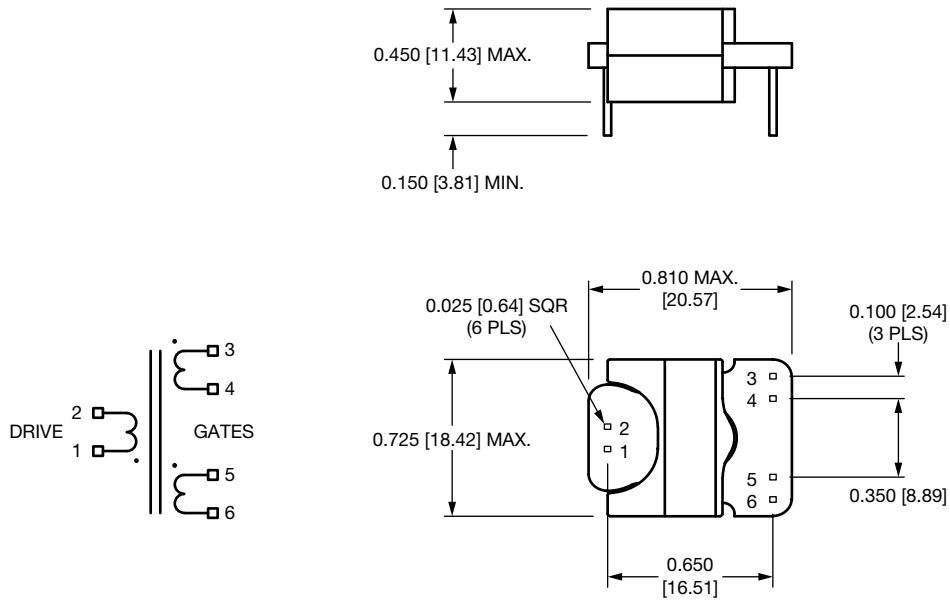 0.450 [11.43] MAX.
0.150 [3.81] MIN.
0.810 MAX.
[20.57]
0.025 [0.64] SQR
(6 PLS)
0.100 [2.54]
(3 PLS)
3
4
2
1
DRIVE
GATES
5
6
0.725 [18.42] MAX.
3
4
2
1
5
6
0.350 [8.89]
0.650
[16.51]